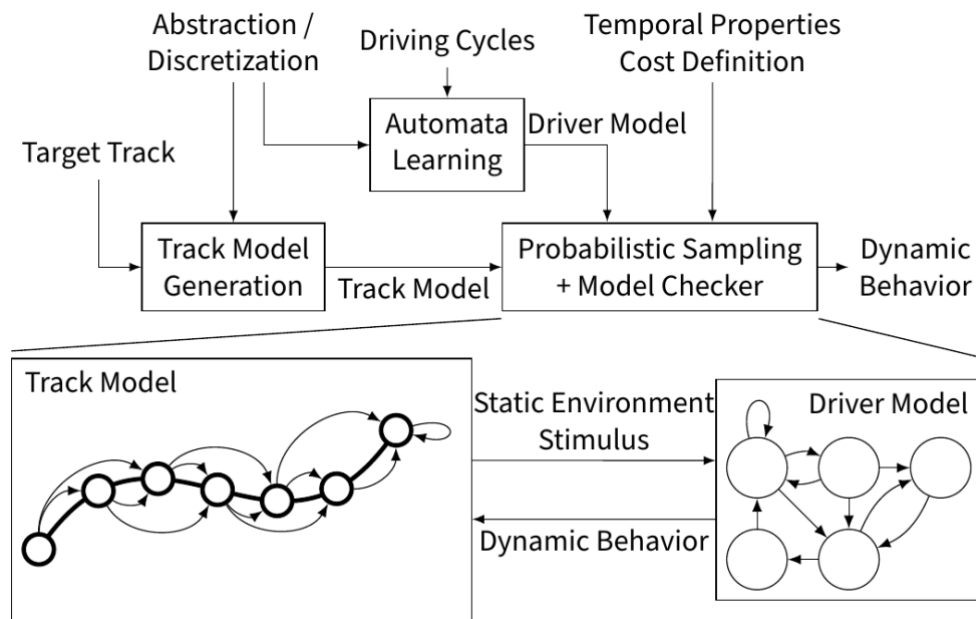 Abstraction /
Discretization
Driving Cycles
Temporal Properties
Cost Definition
Target Track
Automata
Learning
Driver Model
Track Model
Generation
Track Model
Probabilistic Sampling
+ Model Checker
Dynamic
Behavior
Track Model
Static Environment
Stimulus
Dynamic Behavior
Driver Model